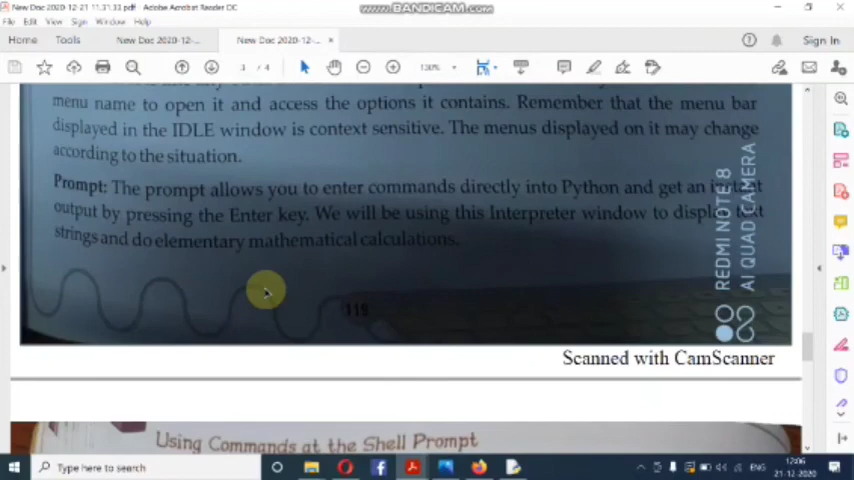 New Doc 2020-12-21 11.31.33.pdf - Adobe Acrobat Reader DC
www.BANDICAM.com
File Edit View Sign Window Help
Home Tools New Doc 2020-12-... New Doc 2020-12-... × Sign In
3 / 4 130%
menu name to open it and access the options it contains. Remember that the menu bar
displayed in the IDLE window is context sensitive. The menus displayed on it may change
according to the situation.
Prompt: The prompt allows you to enter commands directly into Python and get an instant
output by pressing the Enter key. We will be using this Interpreter window to display text
strings and do elementary mathematical calculations.
REDMI NOTE 8
AI QUAD CAMERA
Scanned with CamScanner
Using Commands at the Shell Prompt
Type here to search
ENG
12:06
21-12-2020